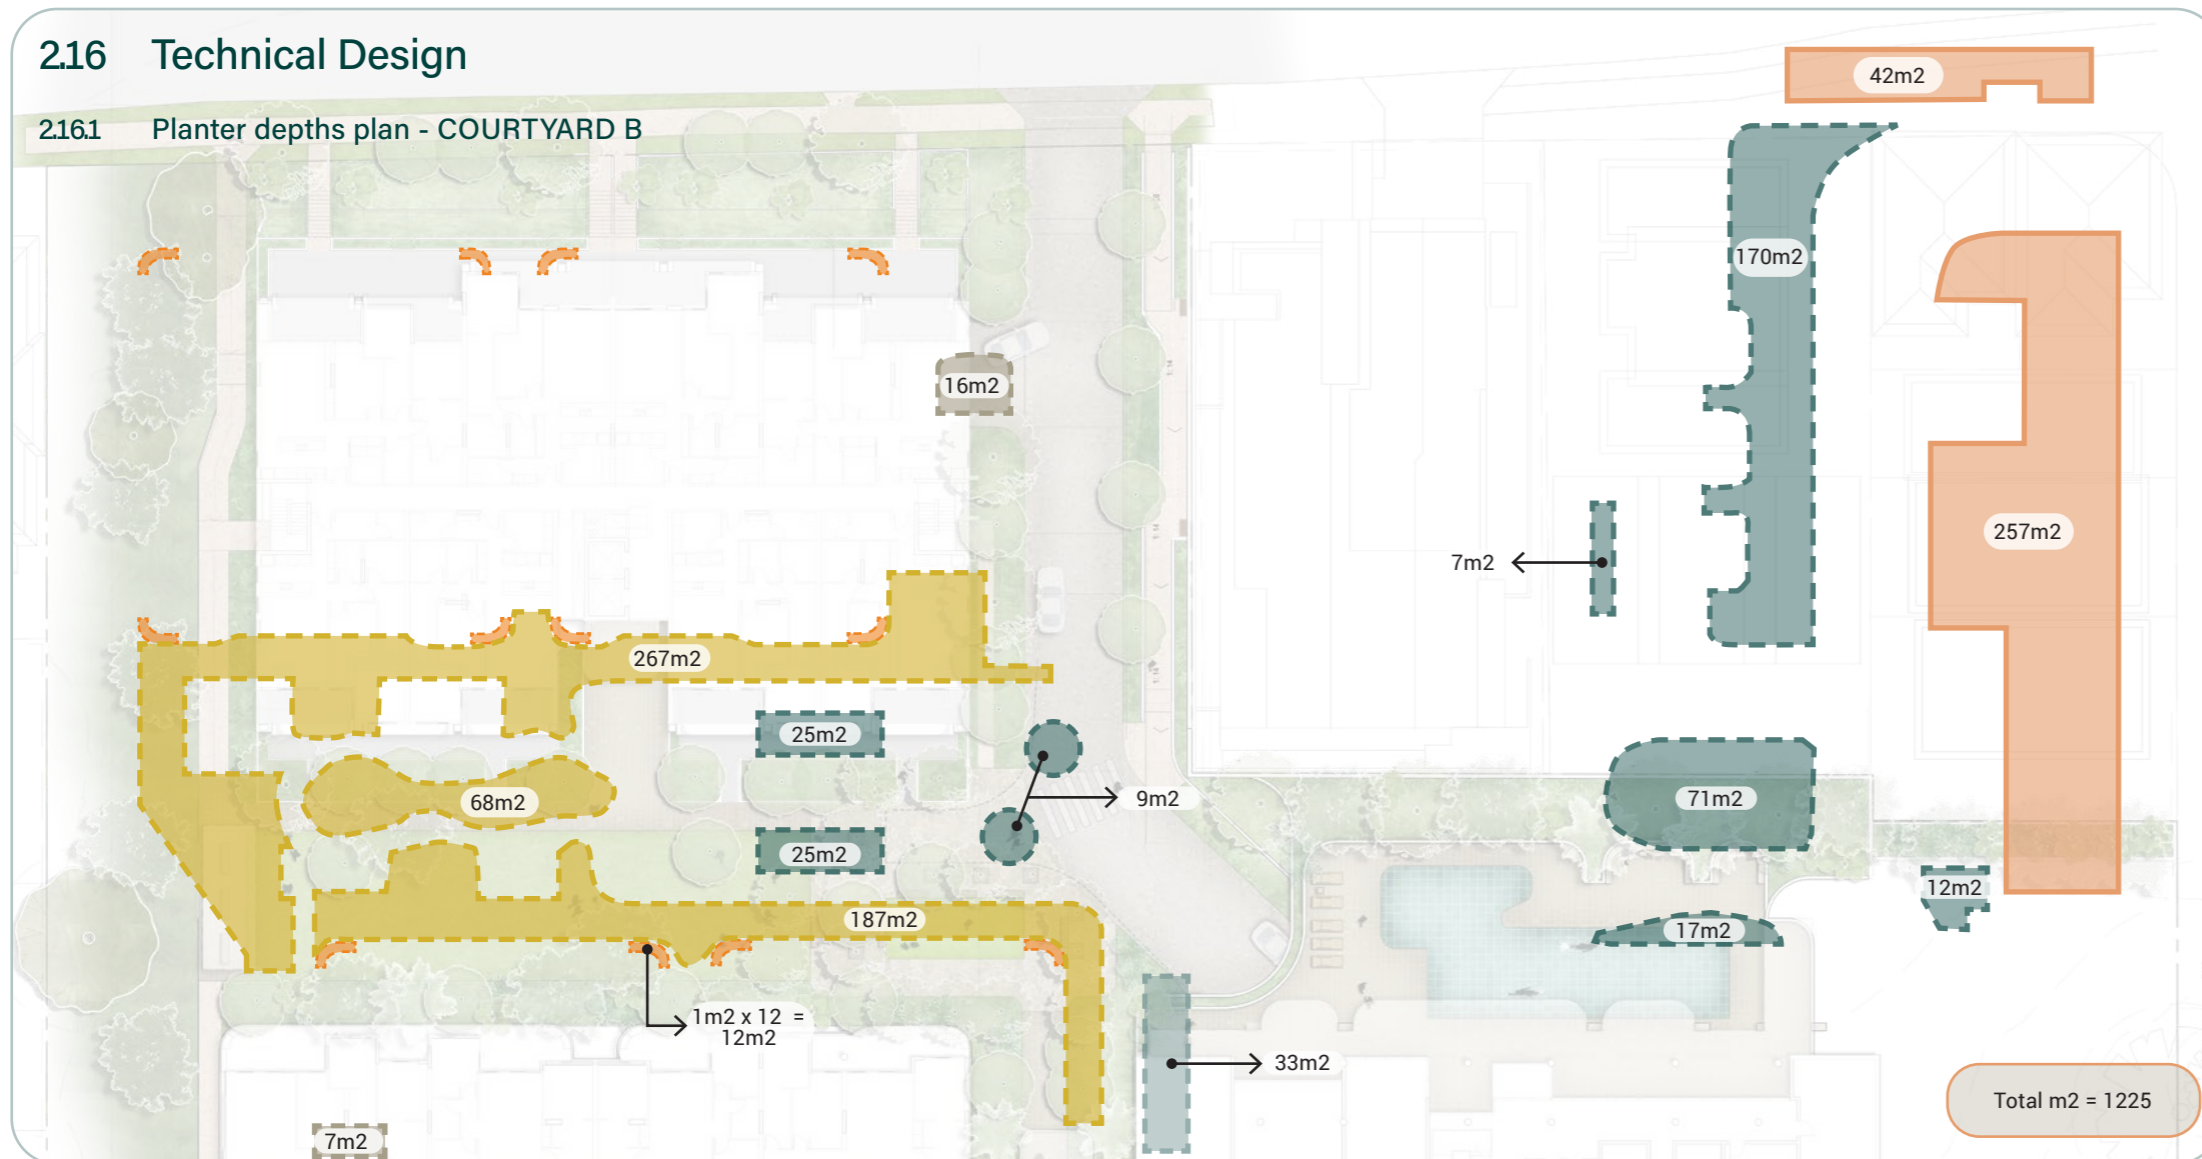 2.16 Technical Design
2.16.1 Planter depths plan - COURTYARD B
42m2
170m2
16m2
257m2
7m2
267m2
25m2
68m2
9m2
71m2
25m2
12m2
187m2
17m2
1m2 x 12 =
12m2
33m2
Total m2 = 1225
7m2